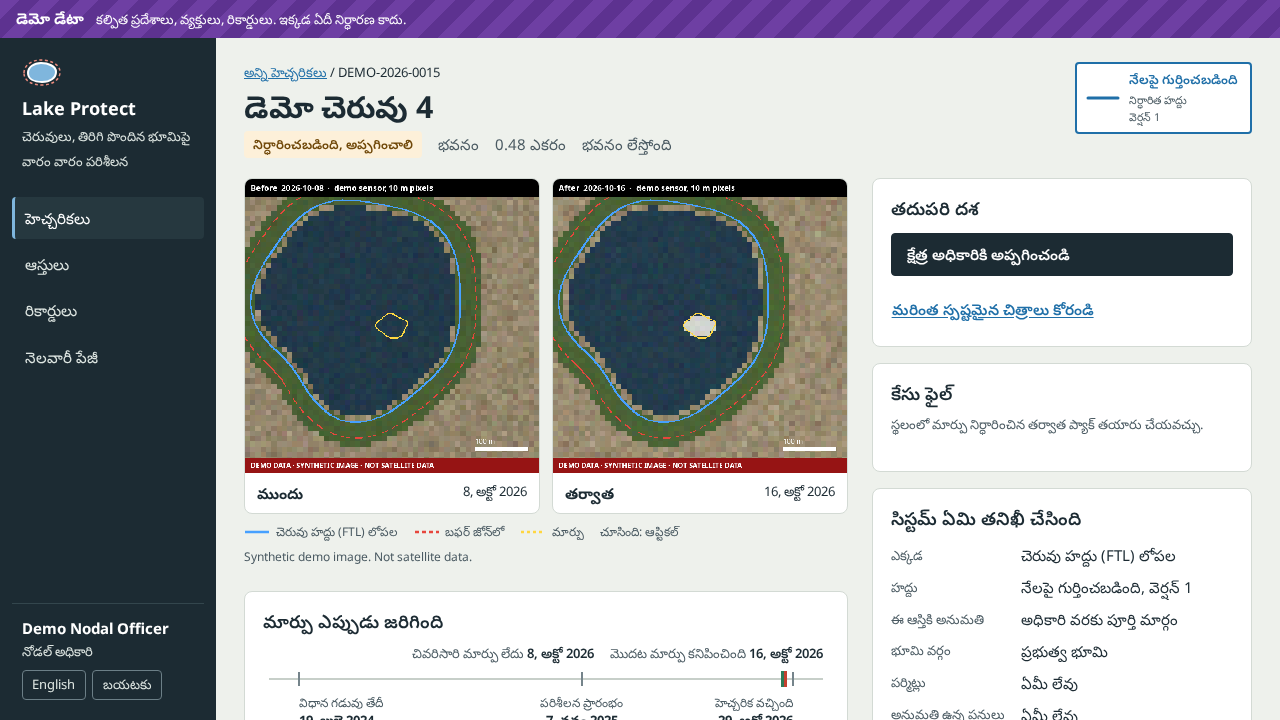 డెమో డేటా కల్పిత ప్రదేశాలు, వ్యక్తులు, రికార్డులు. ఇక్కడ ఏదీ నిర్ధారణ కాదు.
Lake Protect
చెరువులు, తిరిగి పొందిన భూమిపై
వారం వారం పరిశీలన
హెచ్చరికలు
ఆస్తులు
రికార్డులు
నెలవారీ పేజీ
Demo Nodal Officer
నోడల్ అధికారి
English బయటకు
అన్ని హెచ్చరికలు / DEMO-2026-0015
డెమో చెరువు 4
నిర్ధారించబడింది, అప్పగించాలి భవనం 0.48 ఎకరం భవనం లేస్తోంది
నేలపై గుర్తించబడింది
నిర్ధారిత హద్దు
వెర్షన్ 1
Before 2026-10-08 · demo sensor, 10 m pixels
100 m
DEMO DATA · SYNTHETIC IMAGE · NOT SATELLITE DATA
ముందు 8, అక్టో 2026
After 2026-10-16 · demo sensor, 10 m pixels
100 m
DEMO DATA · SYNTHETIC IMAGE · NOT SATELLITE DATA
తర్వాత 16, అక్టో 2026
చెరువు హద్దు (FTL) లోపల బఫర్ జోన్‌లో మార్పు చూసింది: ఆప్టికల్
Synthetic demo image. Not satellite data.
మార్పు ఎప్పుడు జరిగింది
చివరిసారి మార్పు లేదు 8, అక్టో 2026 మొదట మార్పు కనిపించింది 16, అక్టో 2026
విధాన గడువు తేదీ పరిశీలన ప్రారంభం హెచ్చరిక వచ్చింది
తదుపరి దశ
క్షేత్ర అధికారికి అప్పగించండి
మరింత స్పష్టమైన చిత్రాలు కోరండి
కేసు ఫైల్
స్థలంలో మార్పు నిర్ధారించిన తర్వాత ప్యాక్ తయారు చేయవచ్చు.
సిస్టమ్ ఏమి తనిఖీ చేసింది
ఎక్కడ చెరువు హద్దు (FTL) లోపల
హద్దు నేలపై గుర్తించబడింది, వెర్షన్ 1
ఈ ఆస్తికి అనుమతి అధికారి వరకు పూర్తి మార్గం
భూమి వర్గం ప్రభుత్వ భూమి
పర్మిట్లు ఏమీ లేవు
అనుమతి ఉన్న పనులు ఏమీ లేవు